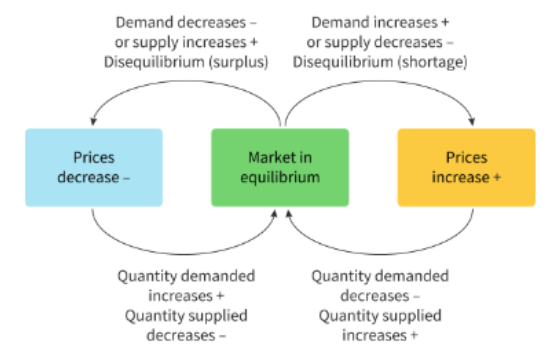 Demand decreases –
or supply increases +
Disequilibrium (surplus)
Demand increases +
or supply decreases –
Disequilibrium (shortage)
Prices
decrease –
Market in
equilibrium
Prices
increase +
Quantity demanded
increases +
Quantity supplied
decreases –
Quantity demanded
decreases –
Quantity supplied
increases +